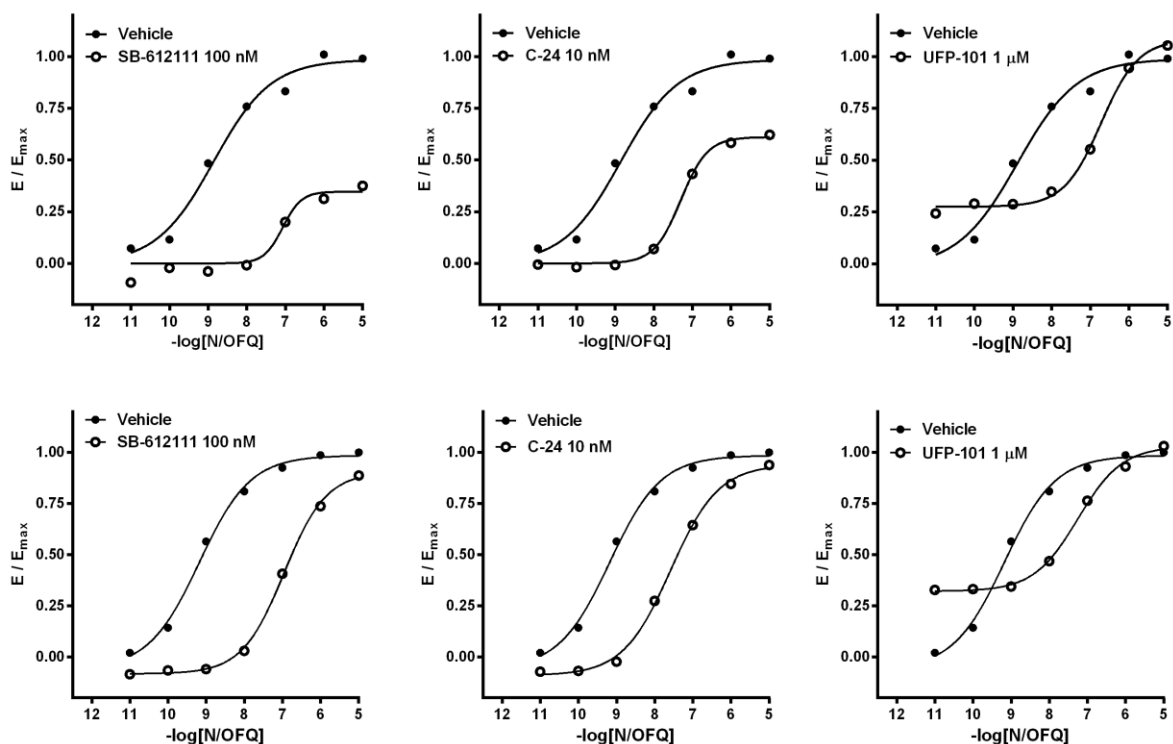 Vehicle
SB-612111 100 nM
1.00
0.75
0.50
0.25
0.00
E / Emax
12 11 10 9 8 7 6 5
-log[N/OFQ]
Vehicle
C-24 10 nM
1.00
0.75
0.50
0.25
0.00
E / Emax
12 11 10 9 8 7 6 5
-log[N/OFQ]
Vehicle
UFP-101 1 μM
1.00
0.75
0.50
0.25
0.00
E / Emax
12 11 10 9 8 7 6 5
-log[N/OFQ]
Vehicle
SB-612111 100 nM
1.00
0.75
0.50
0.25
0.00
E / Emax
12 11 10 9 8 7 6 5
-log[N/OFQ]
Vehicle
C-24 10 nM
1.00
0.75
0.50
0.25
0.00
E / Emax
12 11 10 9 8 7 6 5
-log[N/OFQ]
Vehicle
UFP-101 1 μM
1.00
0.75
0.50
0.25
0.00
E / Emax
12 11 10 9 8 7 6 5
-log[N/OFQ]